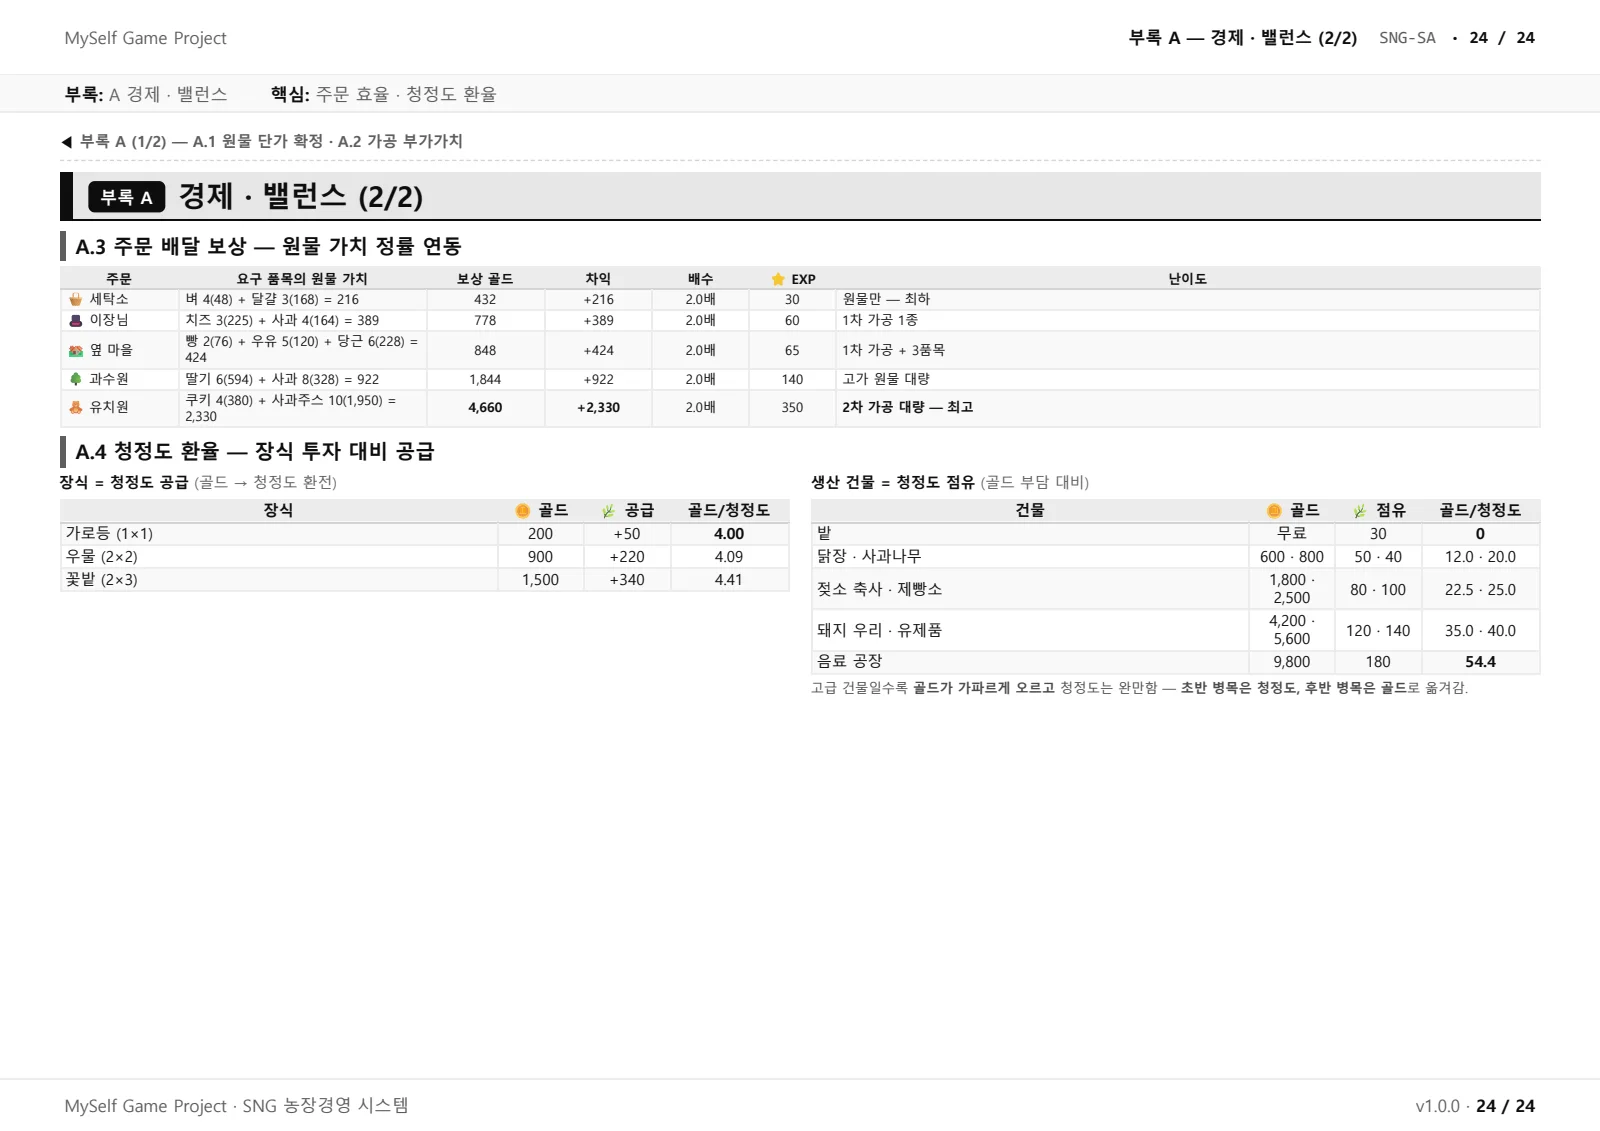 MySelf Game Project
부록 A — 경제 · 밸런스 (2/2) SNG-SA · 24 / 24
부록: A 경제 · 밸런스 핵심: 주문 효율 · 청정도 환율
◀ 부록 A (1/2) — A.1 원물 단가 확정 · A.2 가공 부가가치
부록 A 경제 · 밸런스 (2/2)
A.3 주문 배달 보상 — 원물 가치 정률 연동
주문 요구 품목의 원물 가치 보상 골드 차익 배수 ⭐ EXP 난이도
세탁소 벼 4(48) + 달걀 3(168) = 216 432 +216 2.0배 30 원물만 — 최하
이장님 치즈 3(225) + 사과 4(164) = 389 778 +389 2.0배 60 1차 가공 1종
옆 마을 빵 2(76) + 우유 5(120) + 당근 6(228) =
424 848 +424 2.0배 65 1차 가공 + 3품목
과수원 딸기 6(594) + 사과 8(328) = 922 1,844 +922 2.0배 140 고가 원물 대량
유치원 쿠키 4(380) + 사과주스 10(1,950) =
2,330 4,660 +2,330 2.0배 350 2차 가공 대량 — 최고
A.4 청정도 환율 — 장식 투자 대비 공급
장식 = 청정도 공급 (골드 → 청정도 환전)
장식 골드 공급 골드/청정도
가로등 (1×1) 200 +50 4.00
우물 (2×2) 900 +220 4.09
꽃밭 (2×3) 1,500 +340 4.41
생산 건물 = 청정도 점유 (골드 부담 대비)
건물 골드 점유 골드/청정도
밭 무료 30 0
닭장 · 사과나무 600 · 800 50 · 40 12.0 · 20.0
젖소 축사 · 제빵소 1,800 ·
2,500 80 · 100 22.5 · 25.0
돼지 우리 · 유제품 4,200 ·
5,600 120 · 140 35.0 · 40.0
음료 공장 9,800 180 54.4
고급 건물일수록 골드가 가파르게 오르고 청정도는 완만함 — 초반 병목은 청정도, 후반 병목은 골드로 옮겨감.
MySelf Game Project · SNG 농장경영 시스템
v1.0.0 · 24 / 24